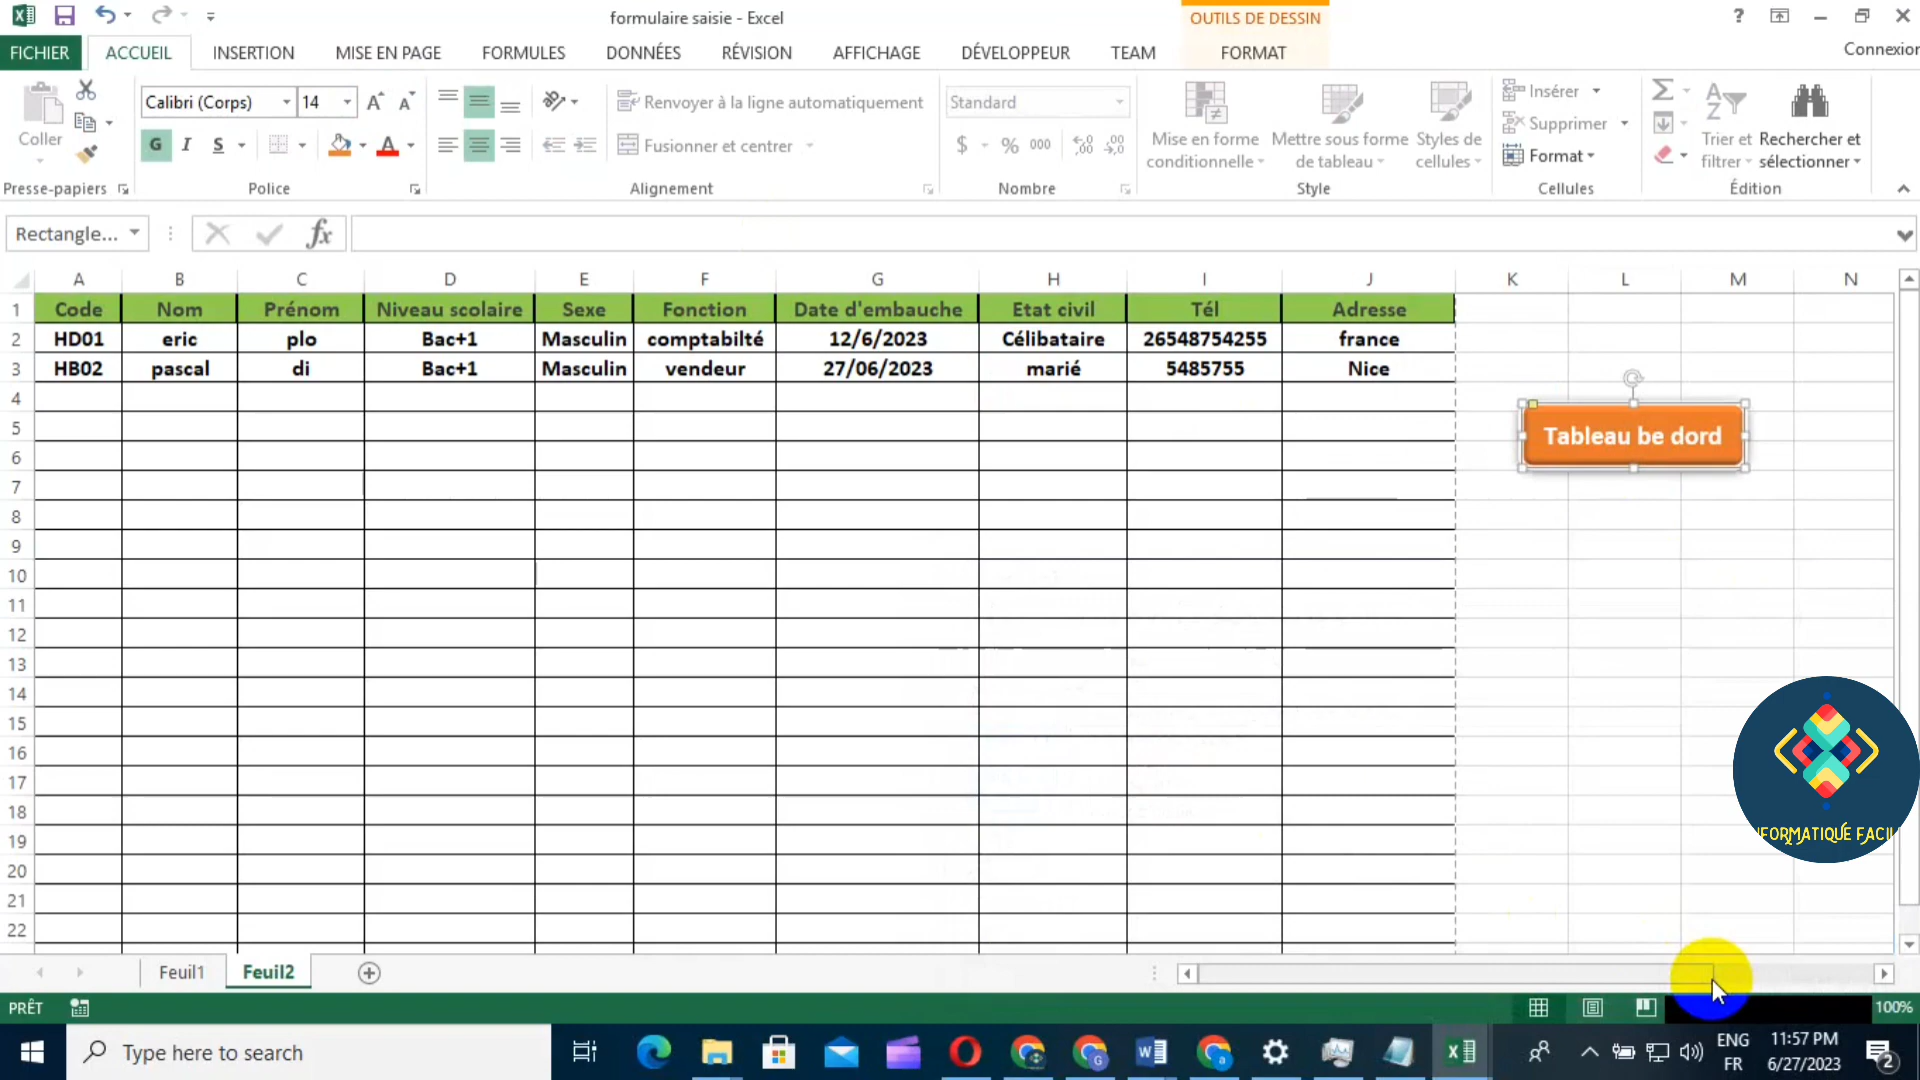 formulaire saisie - Excel
OUTILS DE DESSIN
?
FICHIER ACCUEIL INSERTION MISE EN PAGE FORMULES DONNÉES RÉVISION AFFICHAGE DÉVELOPPEUR TEAM FORMAT
Connexion
Coller
Calibri (Corps) 14
G I S
Renvoyer à la ligne automatiquement
Fusionner et centrer
Standard
$ % 000
Mise en forme conditionnelle
Mettre sous forme de tableau
Styles de cellules
Insérer
Supprimer
Format
Trier et filtrer
Rechercher et sélectionner
Presse-papiers Police Alignement Nombre Style Cellules Édition
Rectangle... fx
A B C D E F G H I J K L M N
1 Code Nom Prénom Niveau scolaire Sexe Fonction Date d'embauche Etat civil Tél Adresse
2 HD01 eric plo Bac+1 Masculin comptabilté 12/6/2023 Célibataire 26548754255 france
3 HB02 pascal di Bac+1 Masculin vendeur 27/06/2023 marié 5485755 Nice
4
Tableau be dord
5
6
7
8
9
10
11
12
13
14
15
16
17
18
19
20
21
22
INFORMATIQUE FACIL
Feuil1 Feuil2
PRÊT 100%
Type here to search
ENG
FR
11:57 PM
6/27/2023
2